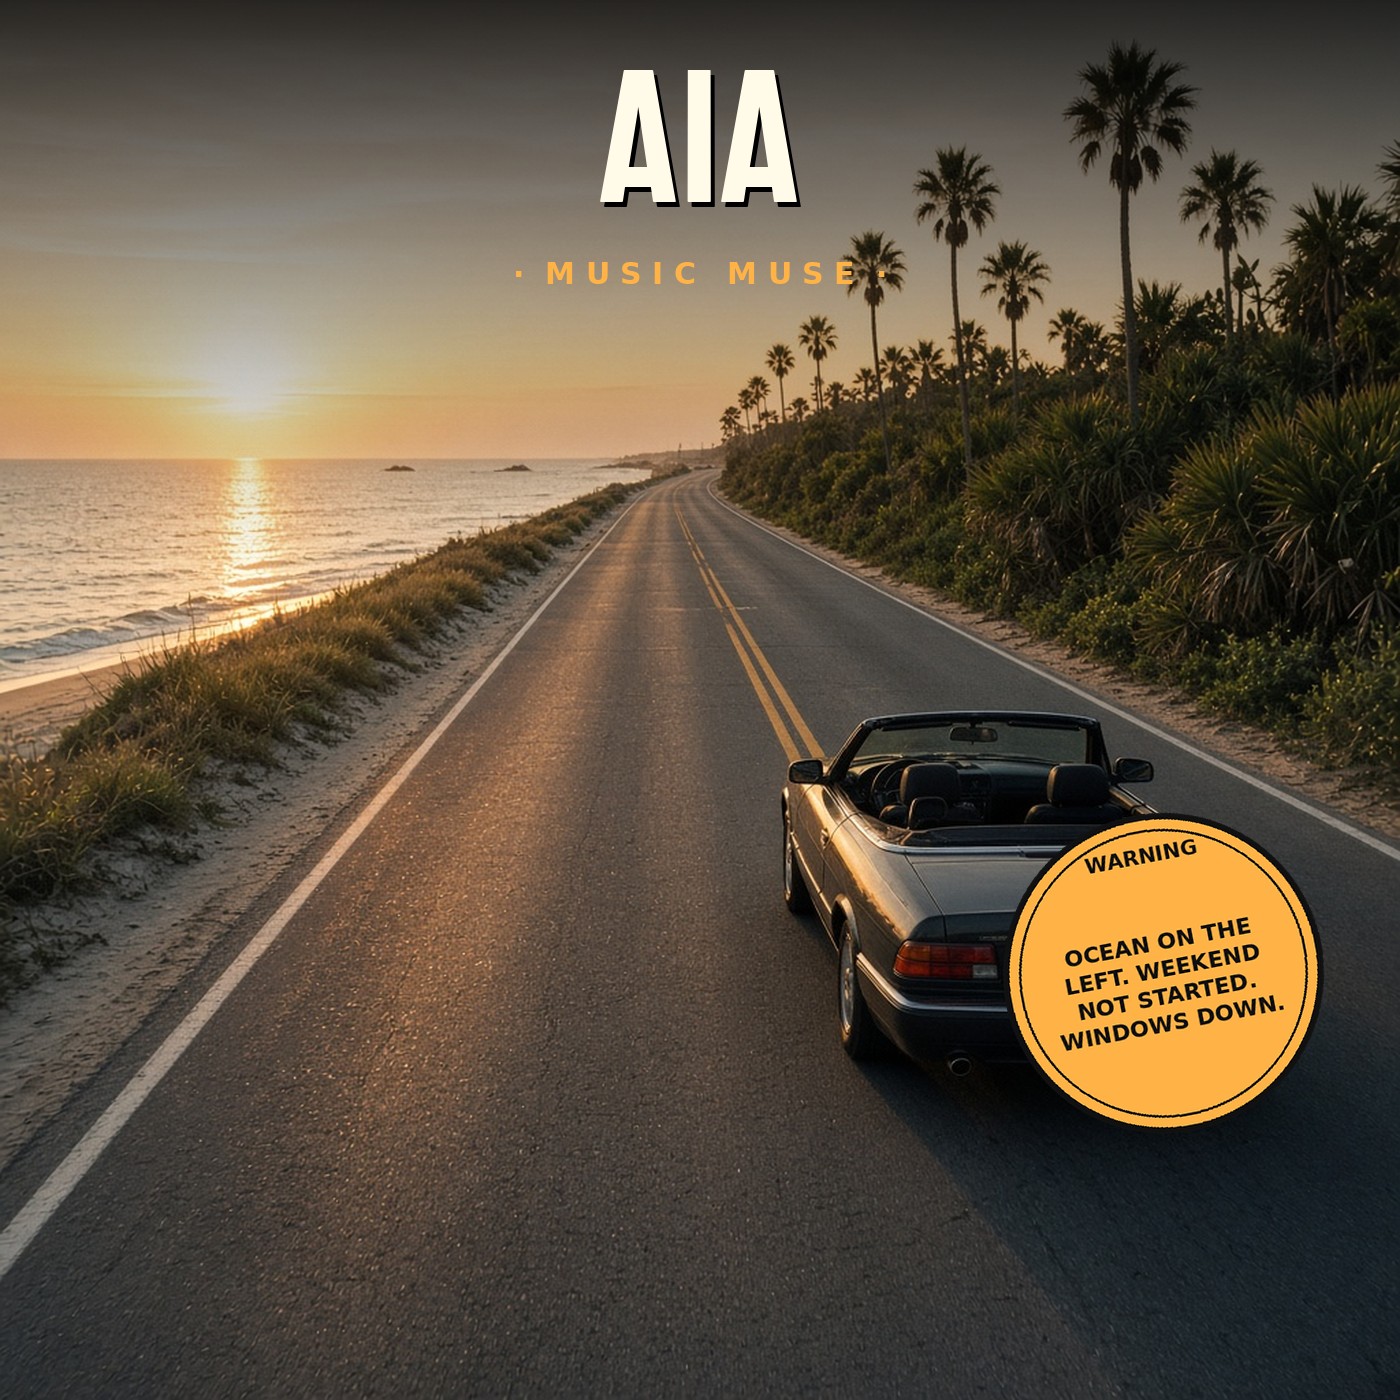 AIA
· MUSIC MUSE ·
WARNING
OCEAN ON THE
LEFT. WEEKEND
NOT STARTED.
WINDOWS DOWN.